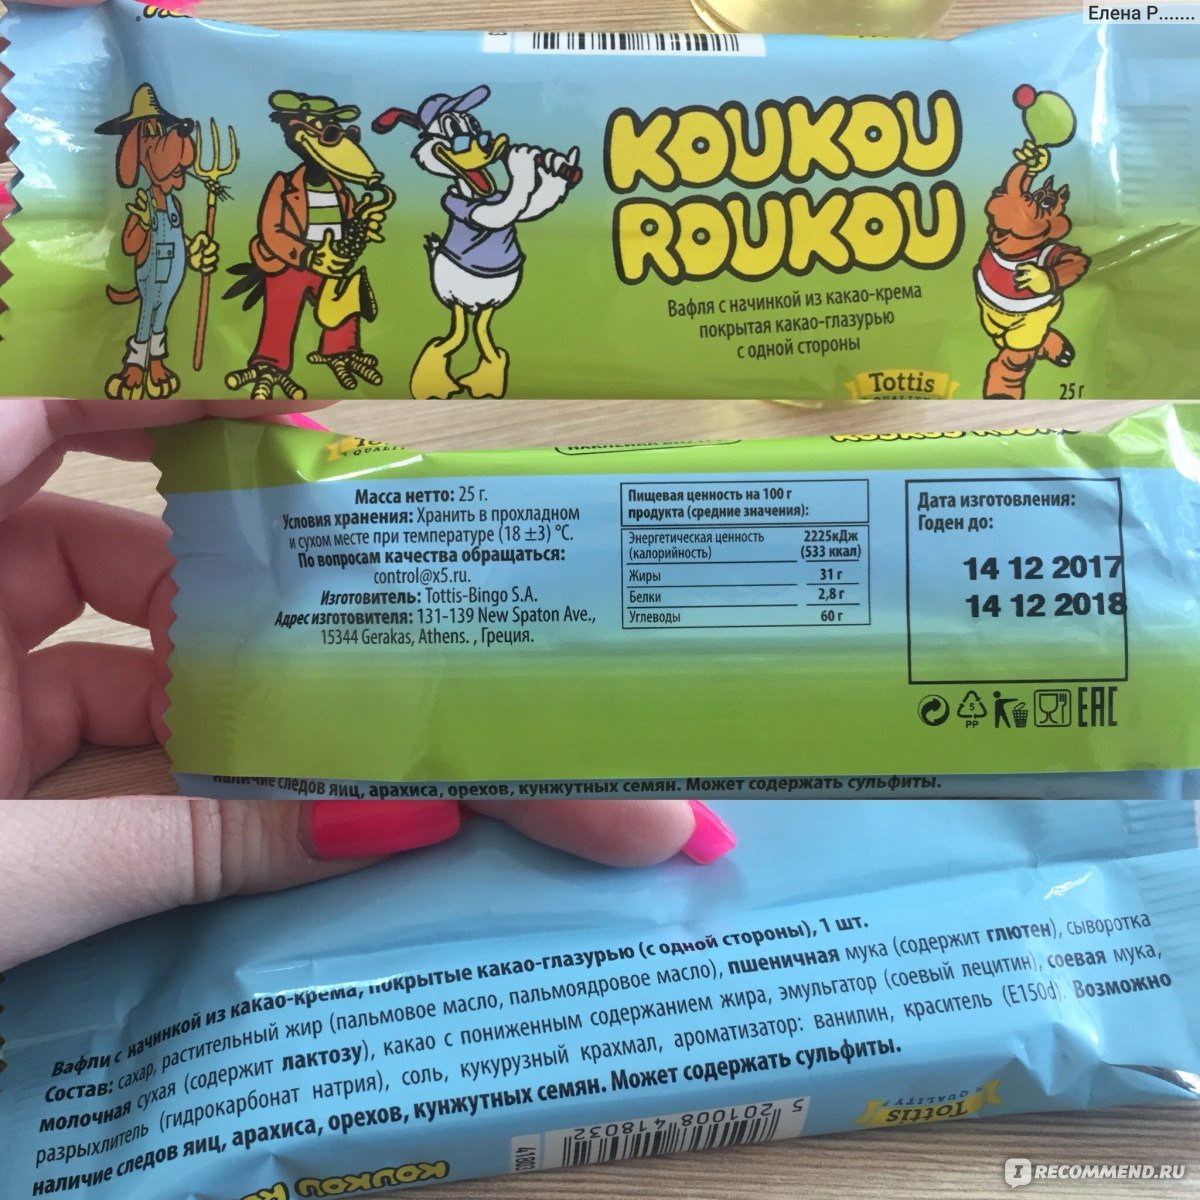 Елена Р.......
KOUKOU
ROUKOU
Вафля с начинкой из какао-крема
покрытая какао-глазурью
с одной стороны
Tottis
25 г
Масса нетто: 25 г.
Условия хранения: Хранить в прохладном
и сухом месте при температуре (18 ±3) °C.
По вопросам качества обращаться:
control@x5.ru.
Изготовитель: Tottis-Bingo S.A.
Адрес изготовителя: 131-139 New Spaton Ave.,
15344 Gerakas, Athens. , Греция.
Пищевая ценность на 100 г
продукта (средние значения):
Энергетическая ценность 2225кДж
(калорийность) (533 ккал)
Жиры 31 г
Белки 2,8 г
Углеводы 60 г
Дата изготовления:
Годен до:
14 12 2017
14 12 2018
5
PP
EAC
наличие следов яиц, арахиса, орехов, кунжутных семян. Может содержать сульфиты.
Вафли с начинкой из какао-крема, покрытые какао-глазурью (с одной стороны), 1 шт.
Состав: сахар, растительный жир (пальмовое масло, пальмоядровое масло), пшеничная мука (содержит глютен), сыворотка
молочная сухая (содержит лактозу), какао с пониженным содержанием жира, эмульгатор (соевый лецитин), соевая мука,
разрыхлитель (гидрокарбонат натрия), соль, кукурузный крахмал, ароматизатор: ванилин, краситель (E150d). Возможно
наличие следов яиц, арахиса, орехов, кунжутных семян. Может содержать сульфиты.
5 201008 418032
Tottis
QUALITY
KOUKOU ROUKOU
IRECOMMEND.RU